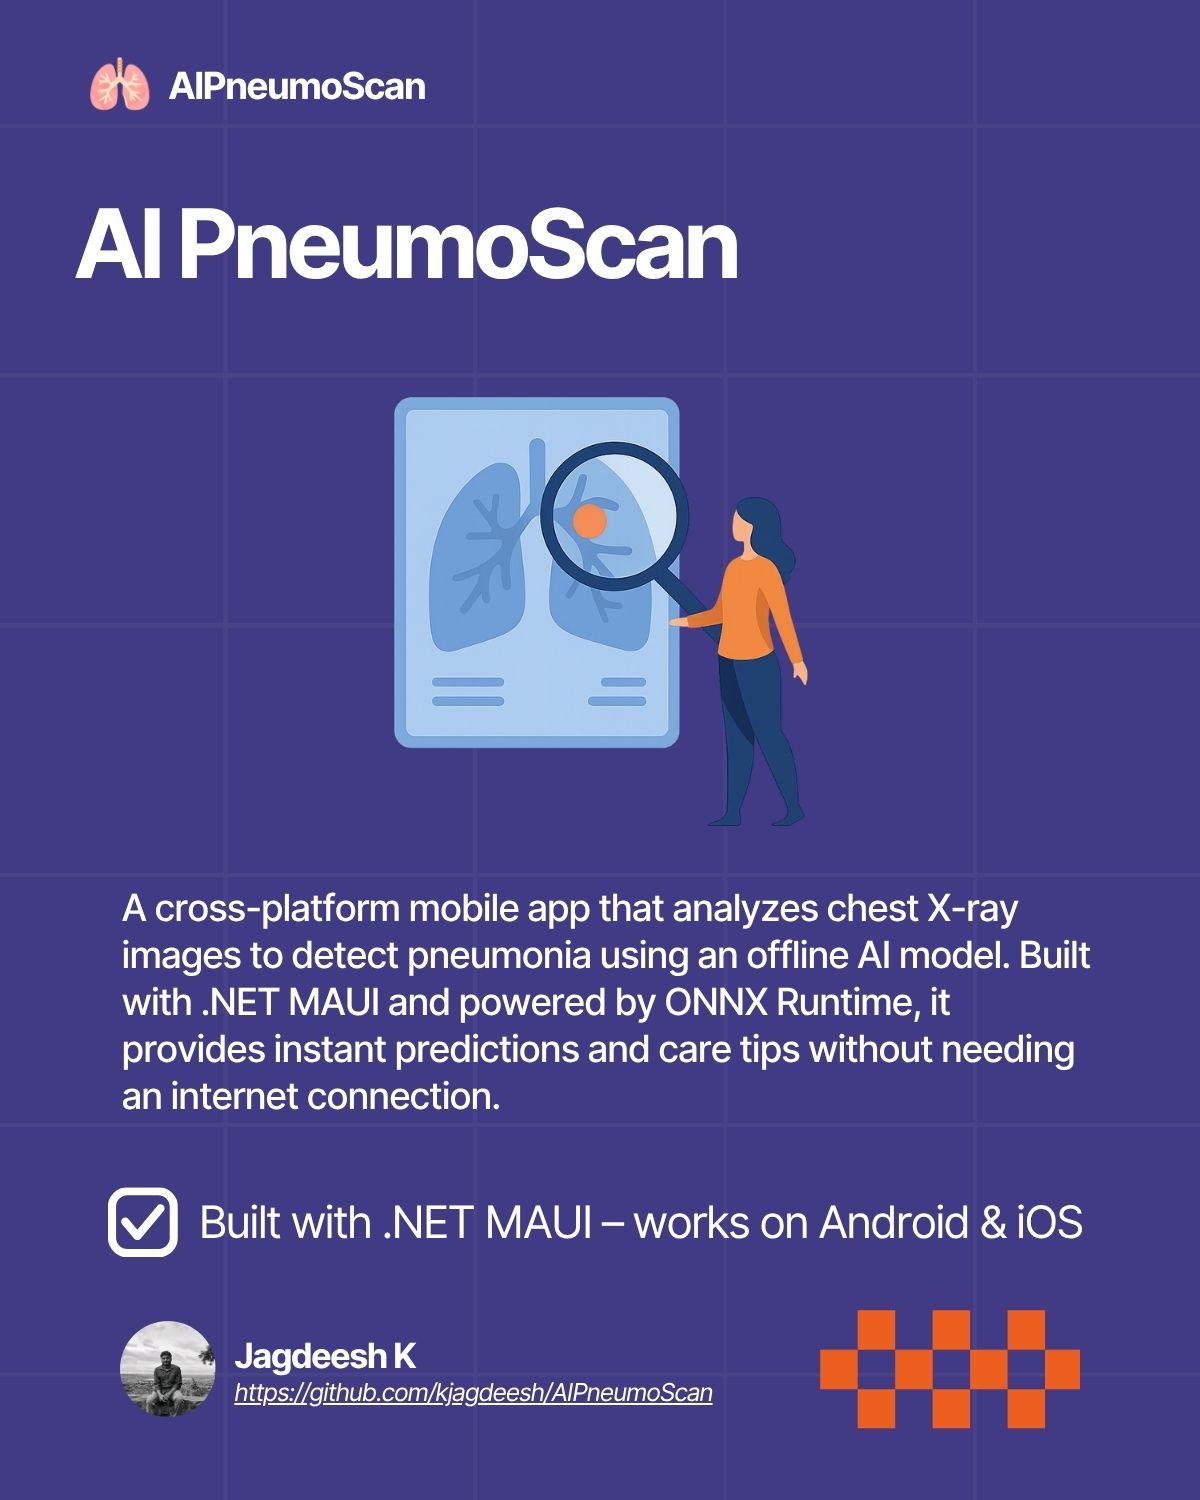 AIPneumoScan
AI PneumoScan
A cross-platform mobile app that analyzes chest X-ray
images to detect pneumonia using an offline AI model. Built
with .NET MAUI and powered by ONNX Runtime, it
provides instant predictions and care tips without needing
an internet connection.
Built with .NET MAUI – works on Android & iOS
Jagdeesh K
https://github.com/kjagdeesh/AIPneumoScan